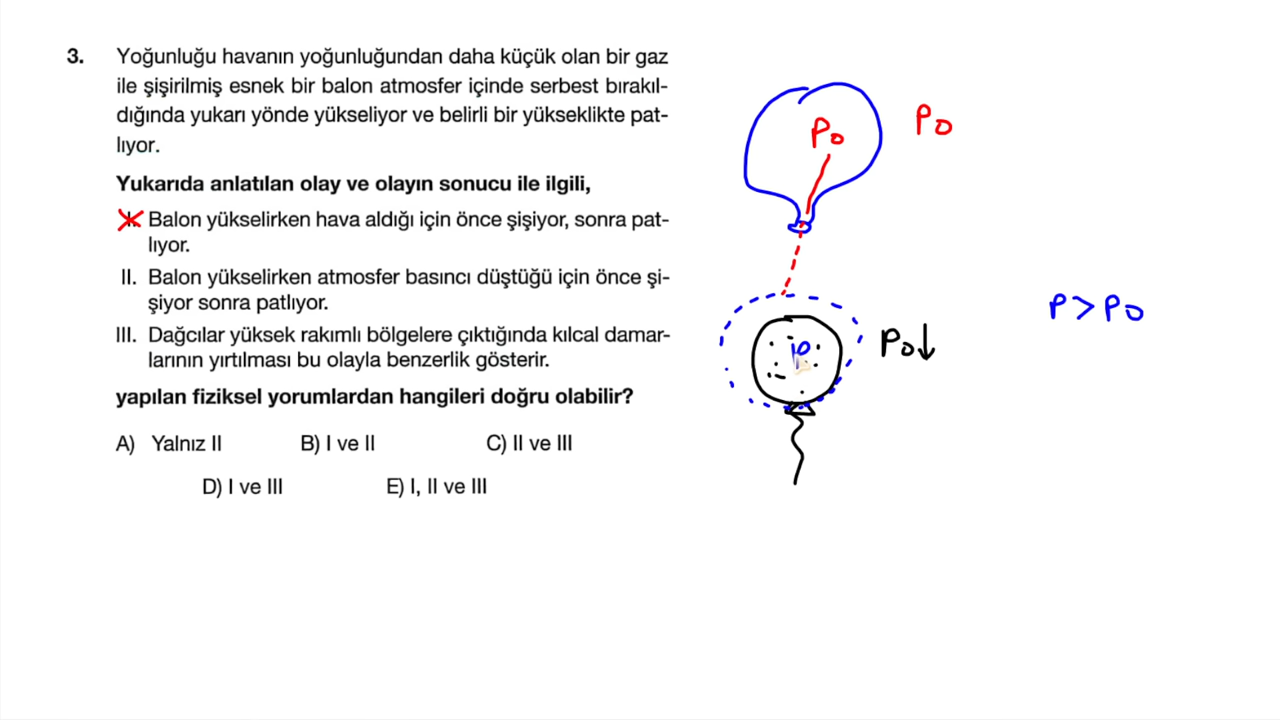 3. Yoğunluğu havanın yoğunluğundan daha küçük olan bir gaz
ile şişirilmiş esnek bir balon atmosfer içinde serbest bırakıl-
dığında yukarı yönde yükseliyor ve belirli bir yükseklikte pat-
lıyor.
Yukarıda anlatılan olay ve olayın sonucu ile ilgili,
I. Balon yükselirken hava aldığı için önce şişiyor, sonra pat-
lıyor.
II. Balon yükselirken atmosfer basıncı düştüğü için önce şi-
şiyor sonra patlıyor.
III. Dağcılar yüksek rakımlı bölgelere çıktığında kılcal damar-
larının yırtılması bu olayla benzerlik gösterir.
yapılan fiziksel yorumlardan hangileri doğru olabilir?
A) Yalnız II B) I ve II C) II ve III
D) I ve III E) I, II ve III
Po Po
P Po↓
P > Po